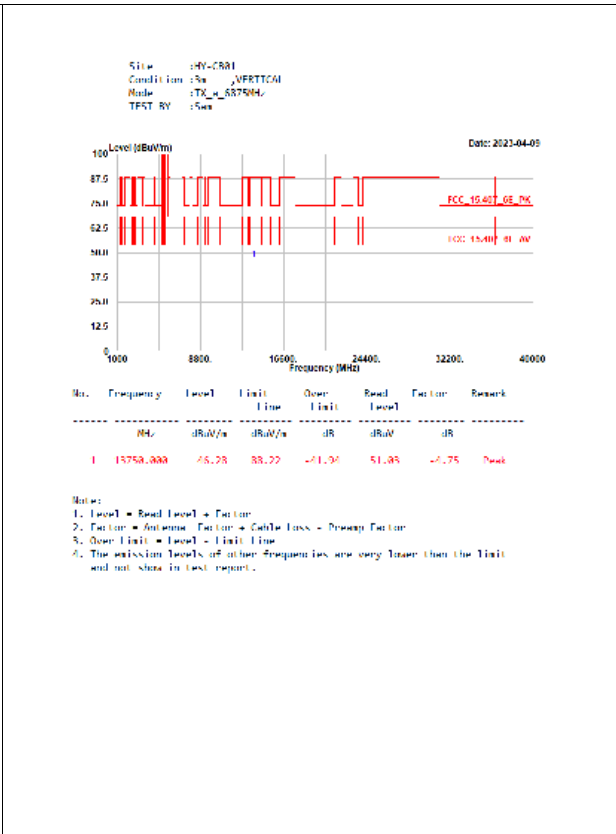 Site :HY-CB01
Condition :3m ,VERTICAL
Mode :TX_a_6875MHz
TEST BY :Sam
Level (dBuV/m)
Date: 2023-04-09
100
87.5
75.0
62.5
50.0
37.5
25.0
12.5
0
FCC_15.407_6E_PK
FCC_15.407_6E_AV
1
1000 8800. 16600. 24400. 32200. 40000
Frequency (MHz)
No. Frequency Level Limit Over Read Factor Remark
Line Limit Level
MHz dBuV/m dBuV/m dB dBuV dB
1 13750.000 46.28 88.22 -41.94 51.03 -4.75 Peak
Note:
1. Level = Read Level + Factor
2. Factor = Antenna Factor + Cable Loss - Preamp Factor
3. Over Limit = Level - Limit Line
4. The emission levels of other frequencies are very lower than the limit
and not show in test report.